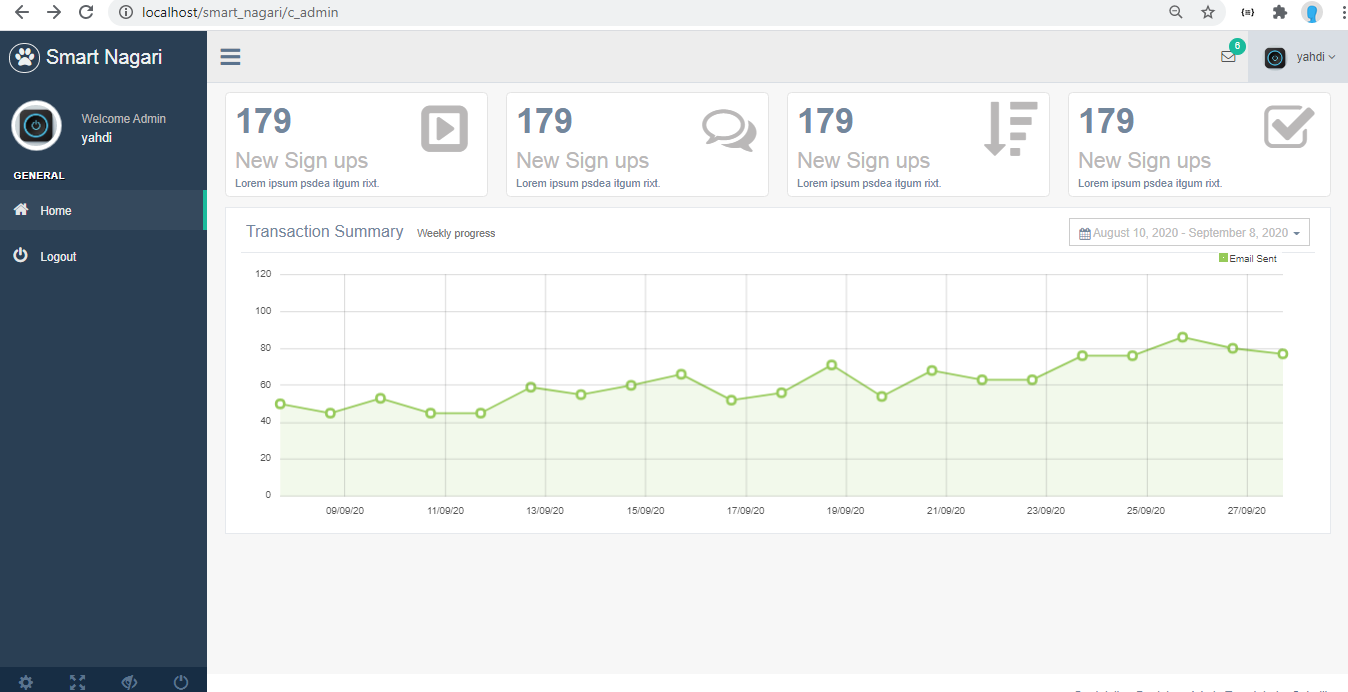 localhost/smart_nagari/c_admin
Smart Nagari
6
yahdi
Welcome Admin
yahdi
GENERAL
Home
Logout
179
New Sign ups
Lorem ipsum psdea itgum rixt.
179
New Sign ups
Lorem ipsum psdea itgum rixt.
179
New Sign ups
Lorem ipsum psdea itgum rixt.
179
New Sign ups
Lorem ipsum psdea itgum rixt.
Transaction Summary Weekly progress
August 10, 2020 - September 8, 2020
Email Sent
120
100
80
60
40
20
0
09/09/20 11/09/20 13/09/20 15/09/20 17/09/20 19/09/20 21/09/20 23/09/20 25/09/20 27/09/20